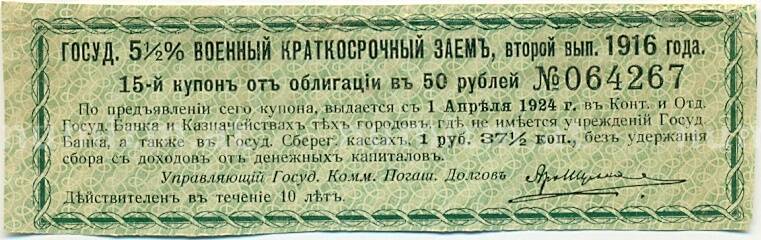 ГОСУД. 5½% ВОЕННЫЙ КРАТКОСРОЧНЫЙ ЗАЕМЪ, ВТОРОЙ ВЫП. 1916 ГОДА.
15-й купонъ отъ облигаціи въ 50 рублей №064267
По предъявленіи сего купона, выдается съ 1 Апрѣля 1924 г. въ Конт. и Отд.
Госуд. Банка и Казначействахъ тѣхъ городовъ, гдѣ не имѣется учрежденій Госуд.
Банка, а также въ Госуд. Сберег. кассахъ, 1 руб. 37½ коп., безъ удержанія
сбора съ доходовъ отъ денежныхъ капиталовъ.
Управляющій Госуд. Комм. Погаш. Долговъ
Дѣйствителенъ въ теченіе 10 лѣтъ.